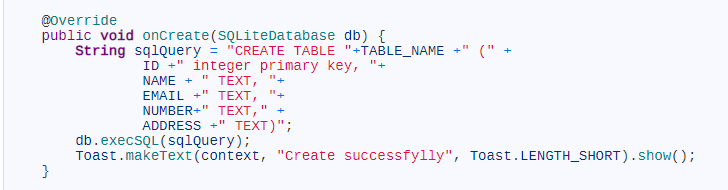 @Override
public void onCreate(SQLiteDatabase db) {
String sqlQuery = "CREATE TABLE "+TABLE_NAME +" (" +
ID +" integer primary key, "+
NAME + " TEXT, "+
EMAIL +" TEXT, "+
NUMBER+" TEXT," +
ADDRESS +" TEXT)";
db.execSQL(sqlQuery);
Toast.makeText(context, "Create successfylly", Toast.LENGTH_SHORT).show();
}